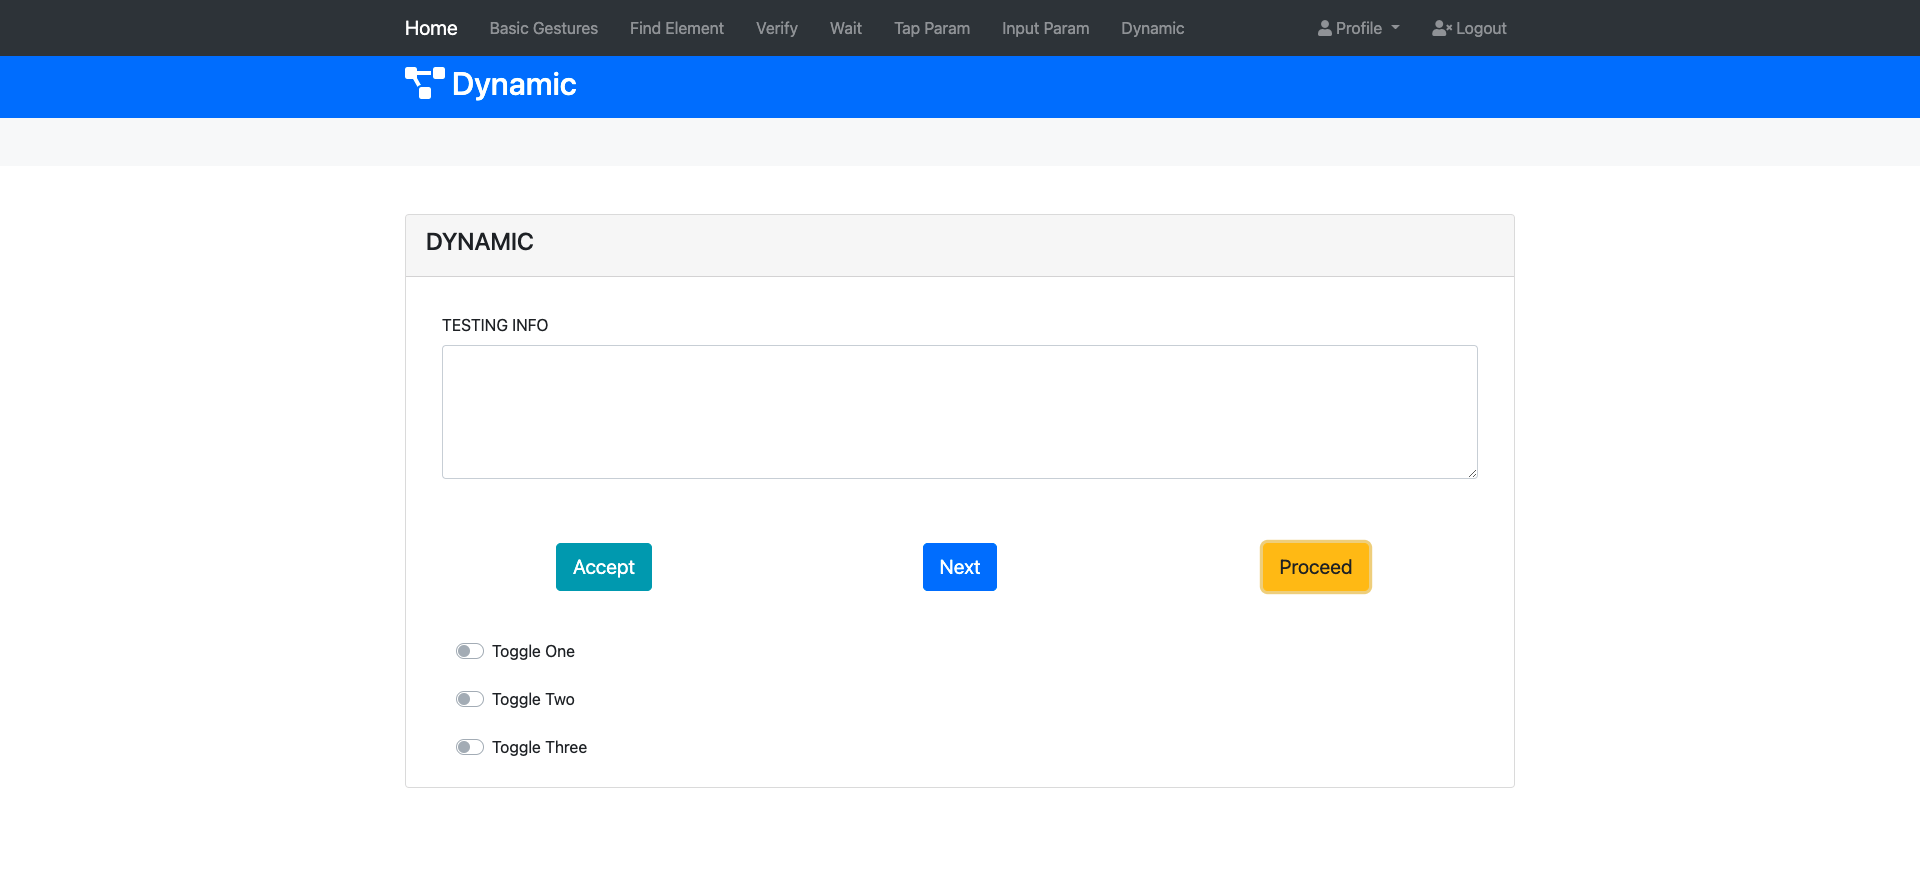 Home Basic Gestures Find Element Verify Wait Tap Param Input Param Dynamic Profile Logout
Dynamic
DYNAMIC
TESTING INFO
Accept Next Proceed
Toggle One
Toggle Two
Toggle Three